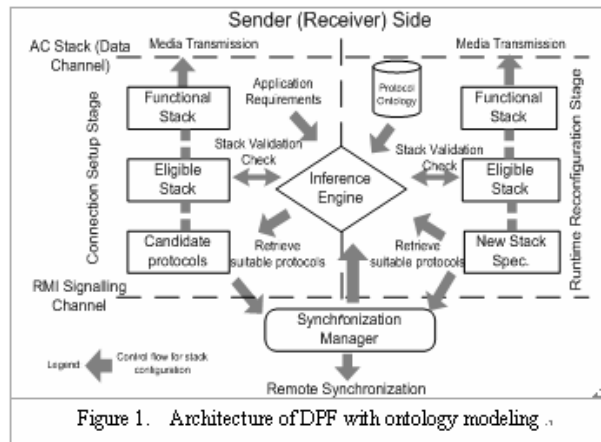 Sender (Receiver) Side
AC Stack (Data
Channel)
Media Transmission
Media Transmission
Functional
Stack
Application
Requirements
Protocol
Ontology
Functional
Stack
Connection Setup Stage
Stack Validation
Check
Stack Validation
Check
Runtime Reconfiguration Stage
Eligible
Stack
Inference
Engine
Eligible
Stack
Candidate
protocols
Retrieve
suitable protocols
Retrieve
suitable protocols
New Stack
Spec.
RMI Signalling
Channel
Synchronization
Manager
Legend
Control flow for stack
configuration
Remote Synchronization
Figure 1. Architecture of DPF with ontology modeling .